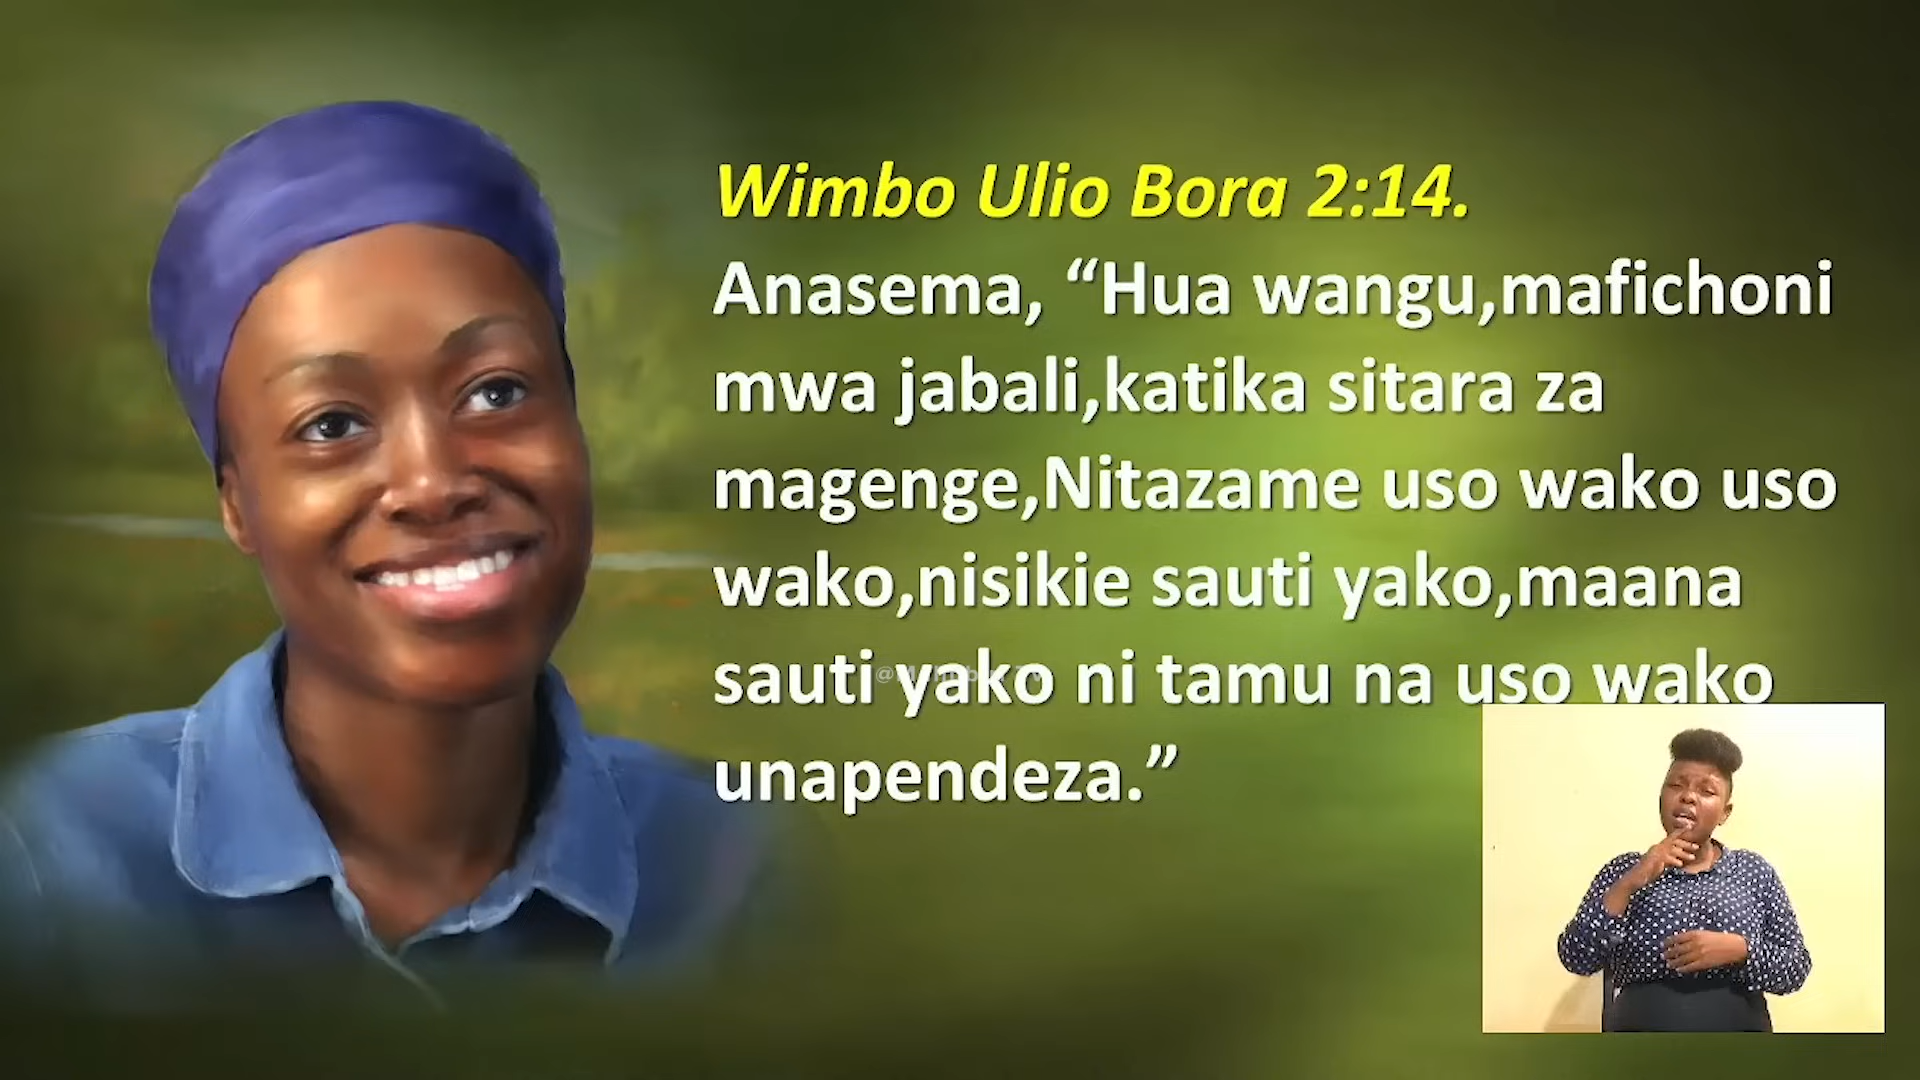 Wimbo Ulio Bora 2:14.
Anasema, “Hua wangu,mafichoni
mwa jabali,katika sitara za
magenge,Nitazame uso wako uso
wako,nisikie sauti yako,maana
sauti yako ni tamu na uso wako
unapendeza.”